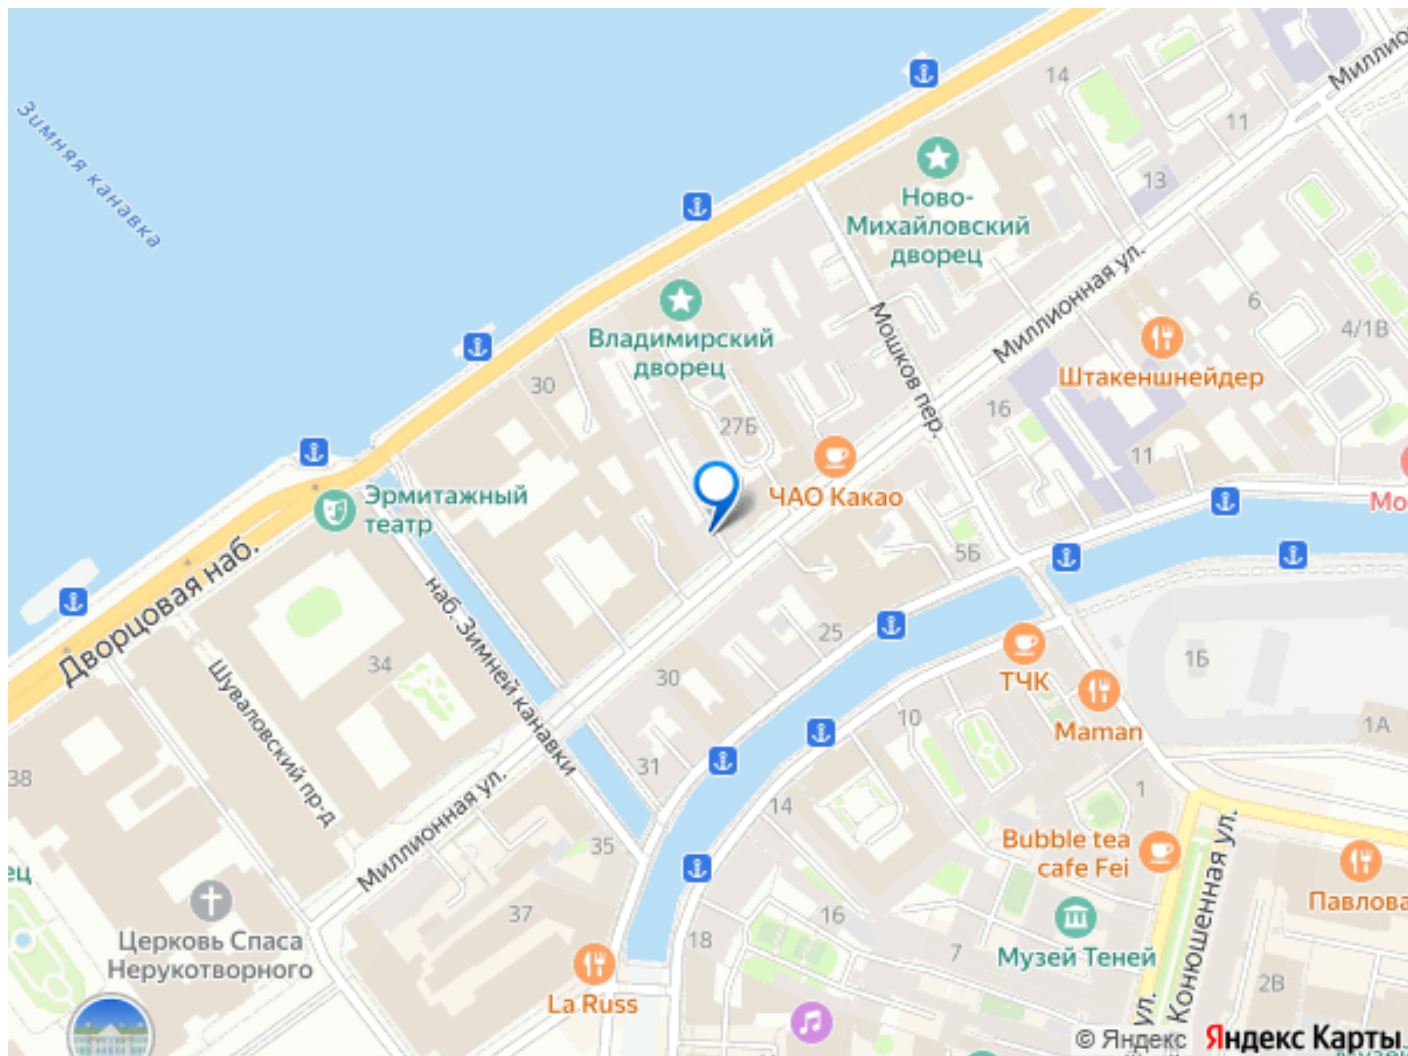 Зимняя канавка
14
Миллио
11
13
Ново-
Михайловский
дворец
Миллионная ул.
Владимирский
дворец
Мошков пер.
6
4/1В
Штакеншнейдер
30
27Б
16
11
ЧАО Какао
Мо
Эрмитажный
театр
Дворцовая наб.
наб. Зимней канавки
5Б
25
34
30
1Б
ТЧК
Шуваловский пр-д
10
Maman
1А
38
31
14
1
Миллионная ул.
35
Bubble tea
cafe Fei
Конюшенная ул.
ец
Павлова
37
16
Церковь Спаса
Нерукотворного
18
7
Музей Теней
2В
La Russ
ул.
© Яндекс Яндекс Карты